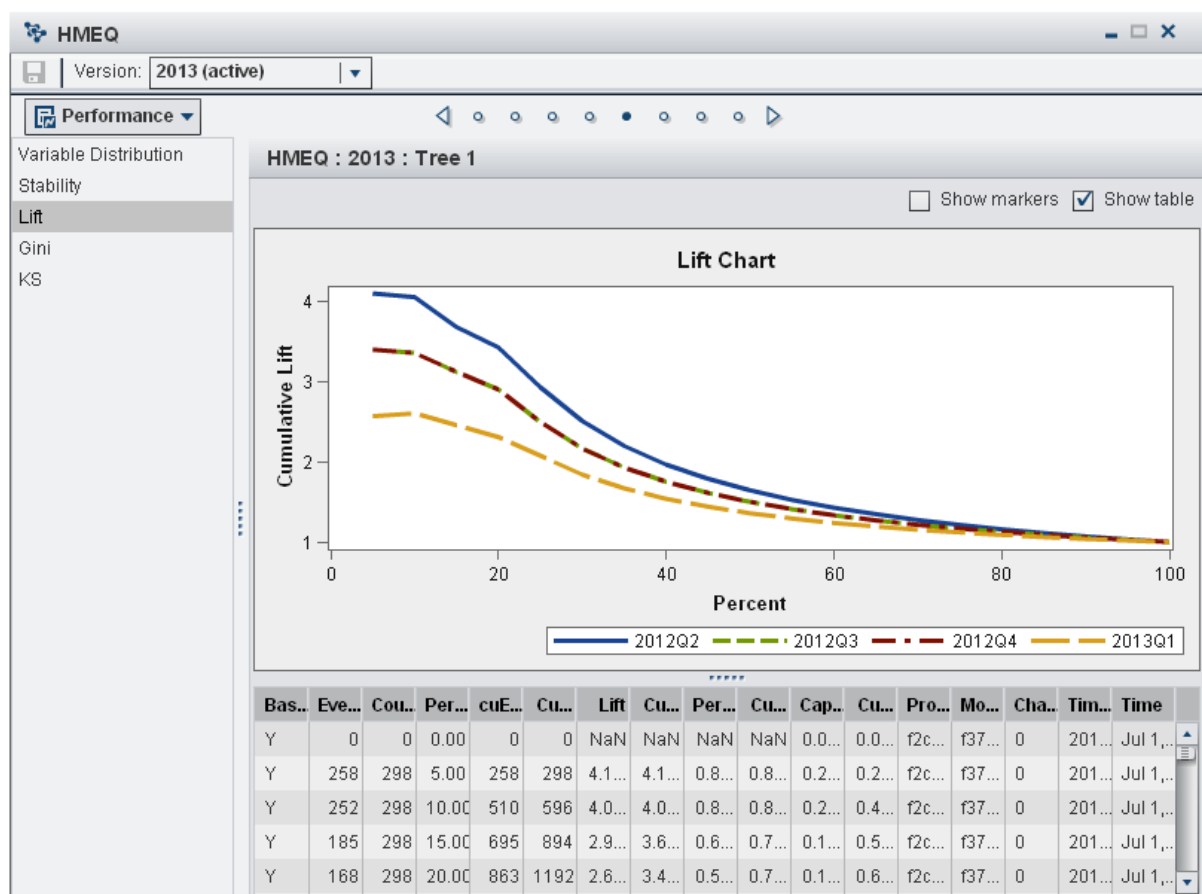 HMEQ
Version: 2013 (active)
Performance
Variable Distribution
Stability
Lift
Gini
KS
HMEQ : 2013 : Tree 1
Show markers Show table
Lift Chart
Cumulative Lift
4
3
2
1
0 20 40 60 80 100
Percent
2012Q2 2012Q3 2012Q4 2013Q1
Bas... Eve... Cou... Per... cuE... Cu... Lift Cu... Per... Cu... Cap... Cu... Pro... Mo... Cha... Tim... Time
Y 0 0 0.00 0 0 NaN NaN NaN NaN 0.0... 0.0... f2c... f37... 0 201... Jul 1,...
Y 258 298 5.00 258 298 4.1... 4.1... 0.8... 0.8... 0.2... 0.2... f2c... f37... 0 201... Jul 1,...
Y 252 298 10.00 510 596 4.0... 4.0... 0.8... 0.8... 0.2... 0.4... f2c... f37... 0 201... Jul 1,...
Y 185 298 15.00 695 894 2.9... 3.6... 0.6... 0.7... 0.1... 0.5... f2c... f37... 0 201... Jul 1,...
Y 168 298 20.00 863 1192 2.6... 3.4... 0.5... 0.7... 0.1... 0.6... f2c... f37... 0 201... Jul 1,...